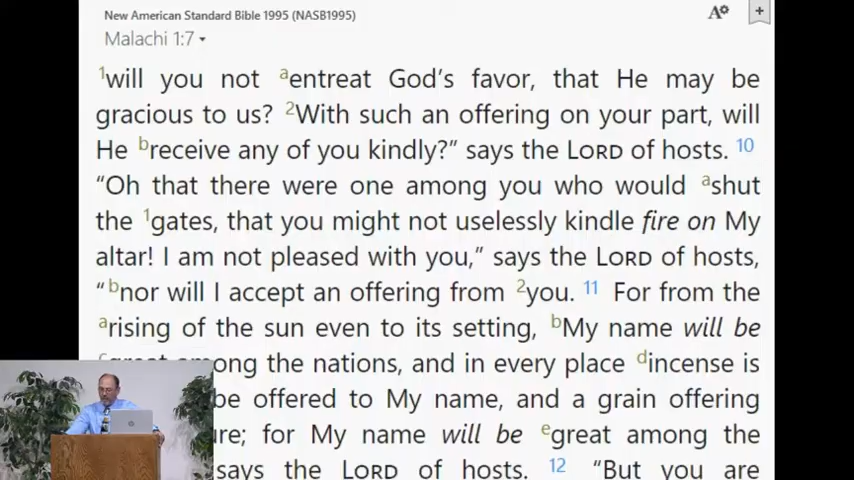 New American Standard Bible 1995 (NASB1995)
Malachi 1:7
1will you not aentreat God's favor, that He may be
gracious to us? 2With such an offering on your part, will
He breceive any of you kindly?" says the LORD of hosts. 10
"Oh that there were one among you who would ashut
the 1gates, that you might not uselessly kindle fire on My
altar! I am not pleased with you," says the LORD of hosts,
"bnor will I accept an offering from 2you. 11 For from the
arising of the sun even to its setting, bMy name will be
among the nations, and in every place dincense is
be offered to My name, and a grain offering
for My name will be egreat among the
says the LORD of hosts. 12 "But you are